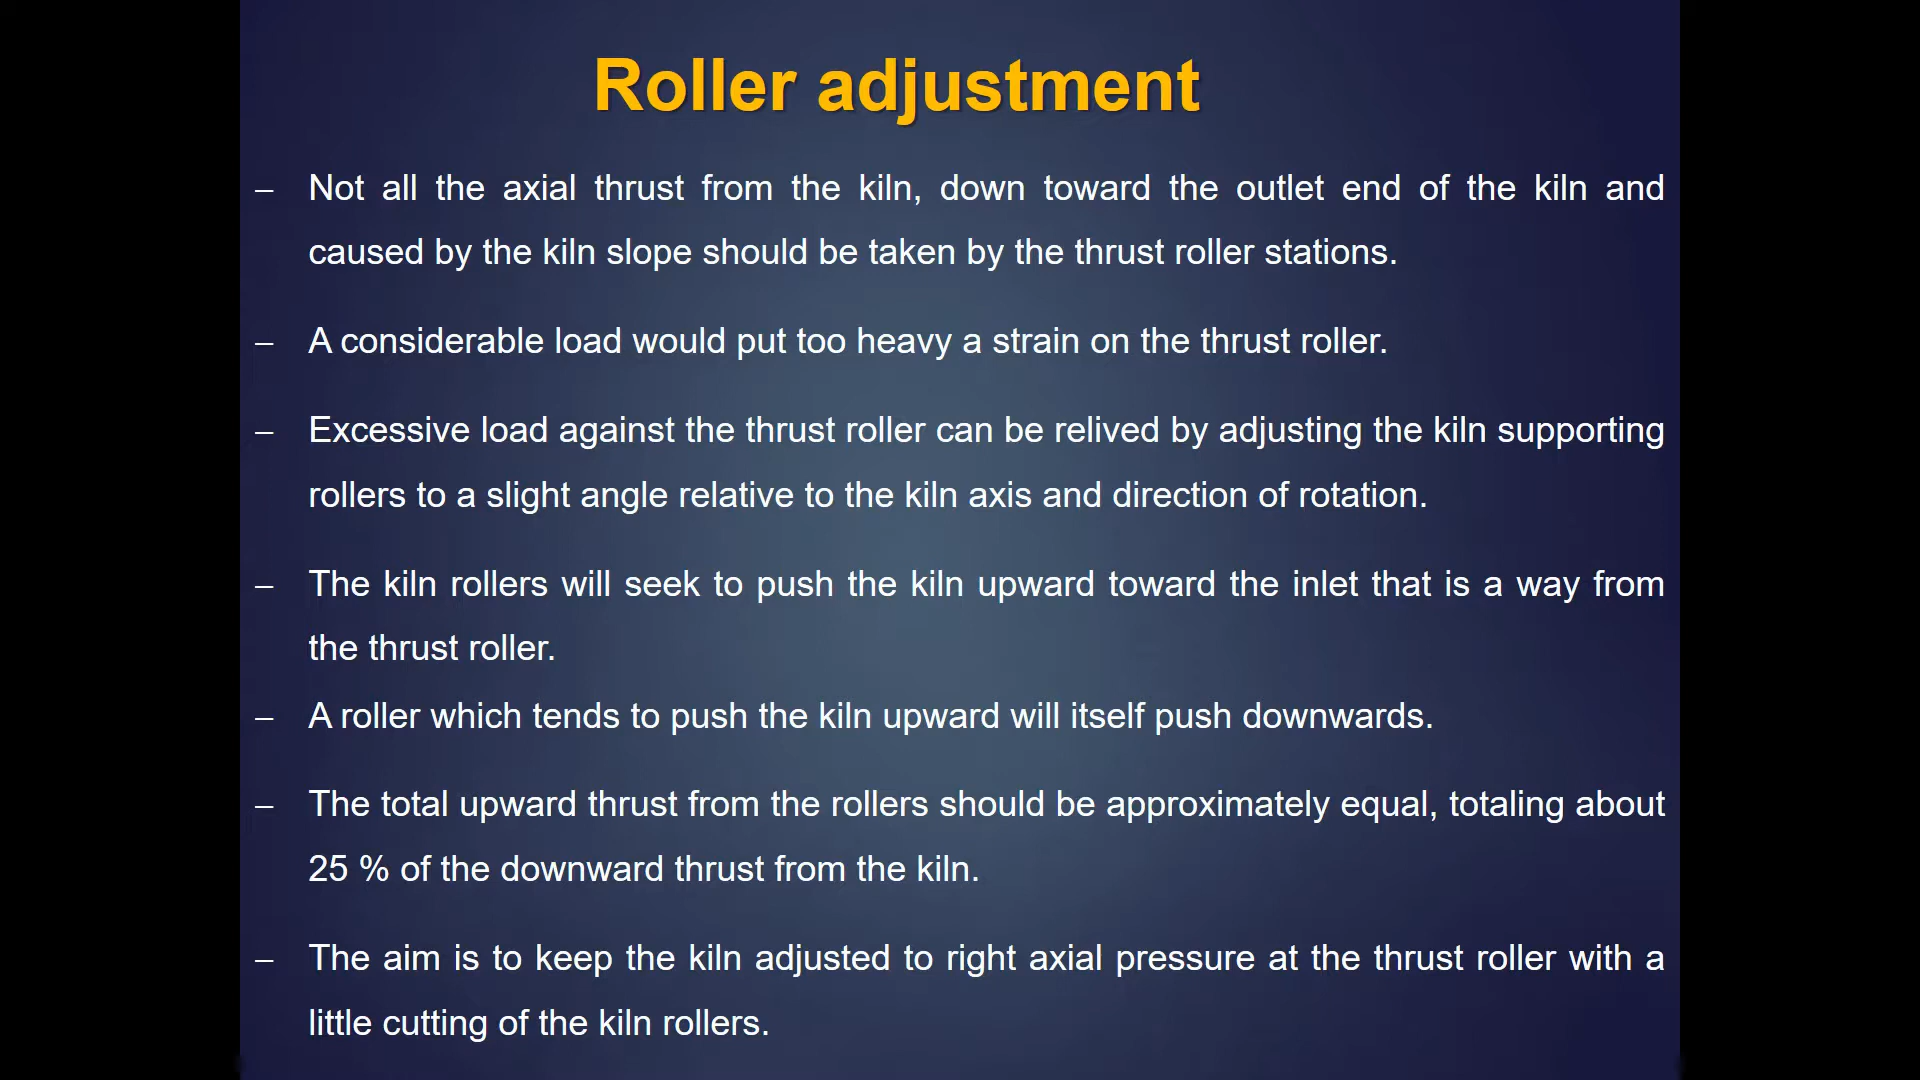 Roller adjustment
– Not all the axial thrust from the kiln, down toward the outlet end of the kiln and
caused by the kiln slope should be taken by the thrust roller stations.
– A considerable load would put too heavy a strain on the thrust roller.
– Excessive load against the thrust roller can be relived by adjusting the kiln supporting
rollers to a slight angle relative to the kiln axis and direction of rotation.
– The kiln rollers will seek to push the kiln upward toward the inlet that is a way from
the thrust roller.
– A roller which tends to push the kiln upward will itself push downwards.
– The total upward thrust from the rollers should be approximately equal, totaling about
25 % of the downward thrust from the kiln.
– The aim is to keep the kiln adjusted to right axial pressure at the thrust roller with a
little cutting of the kiln rollers.